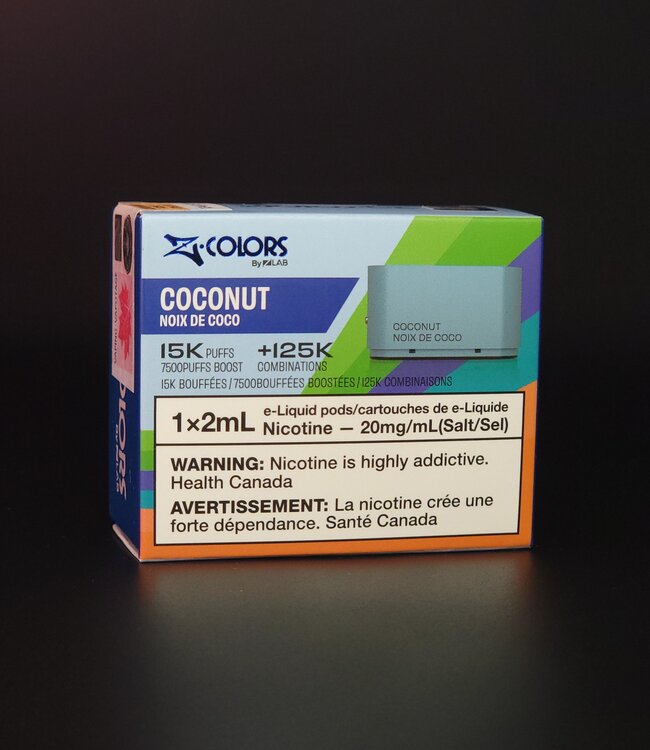 Z-COLORS
By ZLAB
COCONUT
NOIX DE COCO
15K PUFFS
7500PUFFS BOOST
+125K
COMBINATIONS
15K BOUFFÉES / 7500BOUFFÉES BOOSTÉES / 125K COMBINAISONS
COCONUT
NOIX DE COCO
1×2mL
e-Liquid pods/cartouches de e-Liquide
Nicotine — 20mg/mL(Salt/Sel)
WARNING: Nicotine is highly addictive.
Health Canada
AVERTISSEMENT: La nicotine crée une
forte dépendance. Santé Canada